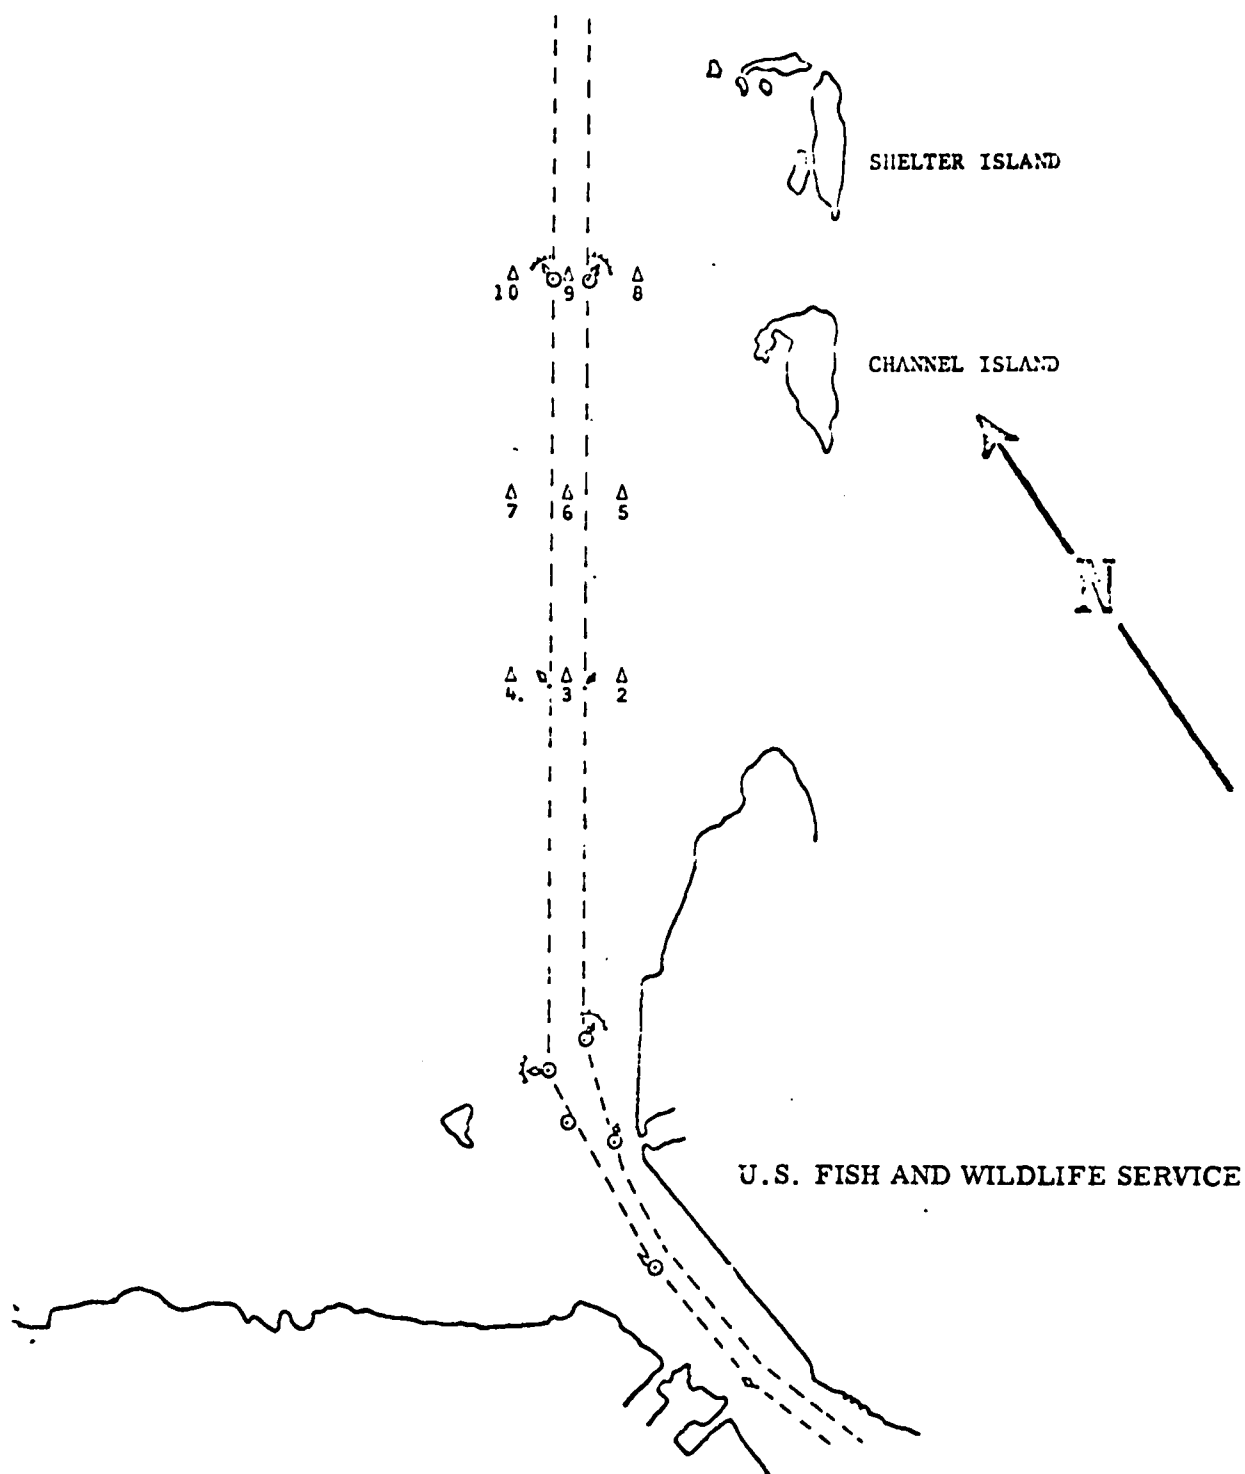 SHELTER ISLAND
10 9 8
CHANNEL ISLAND
7 6 5
N
4. 3 2
U.S. FISH AND WILDLIFE SERVICE